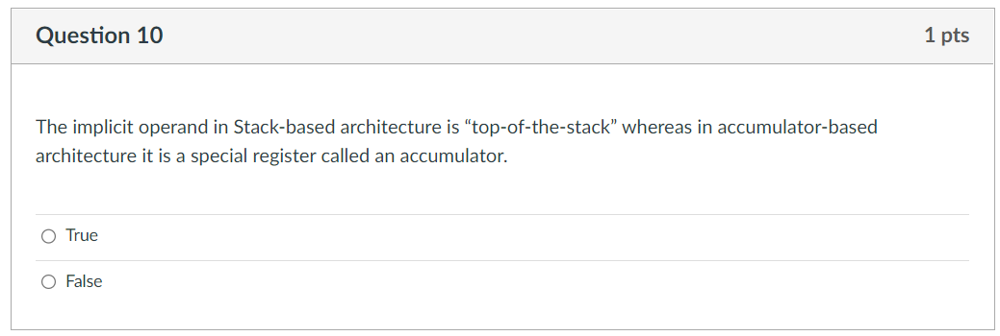 Question 10
1 pts
The implicit operand in Stack-based architecture is “top-of-the-stack” whereas in accumulator-based
architecture it is a special register called an accumulator.
True
False